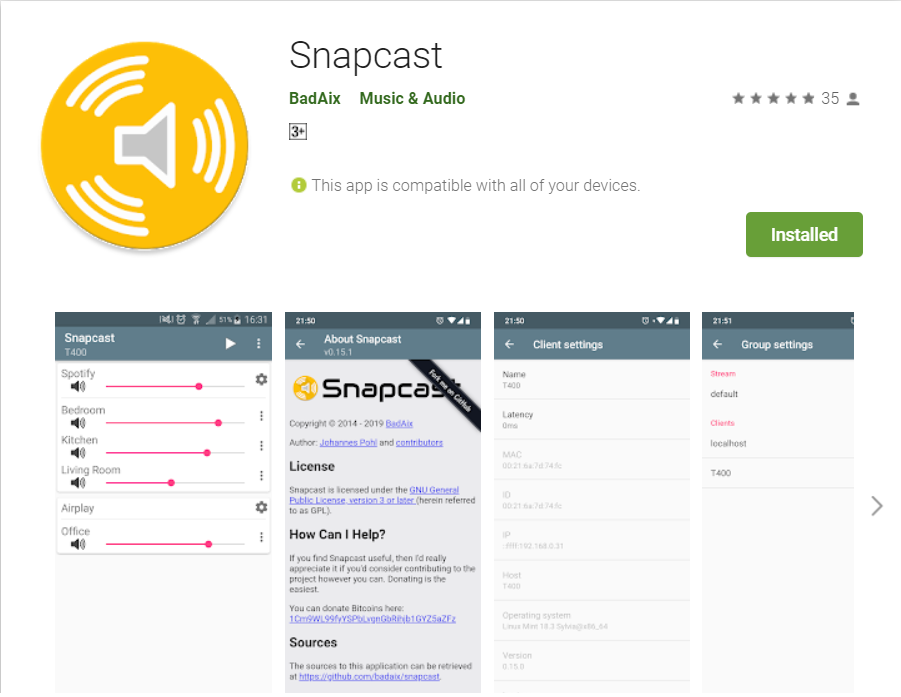 Snapcast
BadAix Music & Audio
35
3+
This app is compatible with all of your devices.
Installed
51% 16:31
Snapcast
T400
Spotify
Bedroom
Kitchen
Living Room
Airplay
Office
21:50
About Snapcast
v0.15.1
Fork me on GitHub
Snapcast
Copyright © 2014 - 2019 BadAix
Author: Johannes Pohl and contributors
License
Snapcast is licensed under the GNU General
Public License, version 3 or later (herein referred
to as GPL).
How Can I Help?
If you find Snapcast useful, then I'd really
appreciate it if you'd consider contributing to the
project however you can. Donating is the
easiest.
You can donate Bitcoins here:
Sources
The sources to this application can be retrieved
at https://github.com/badaix/snapcast.
21:50
Client settings
Name
T400
Latency
0ms
MAC
00:21:6a:7d:74:fc
ID
00:21:6a:7d:74:fc
IP
::ffff:192.168.0.31
Host
T400
Operating system
Linux Mint 18.3 Sylvia@x86_64
Version
0.15.0
21:51
Group settings
Stream
default
Clients
localhost
T400